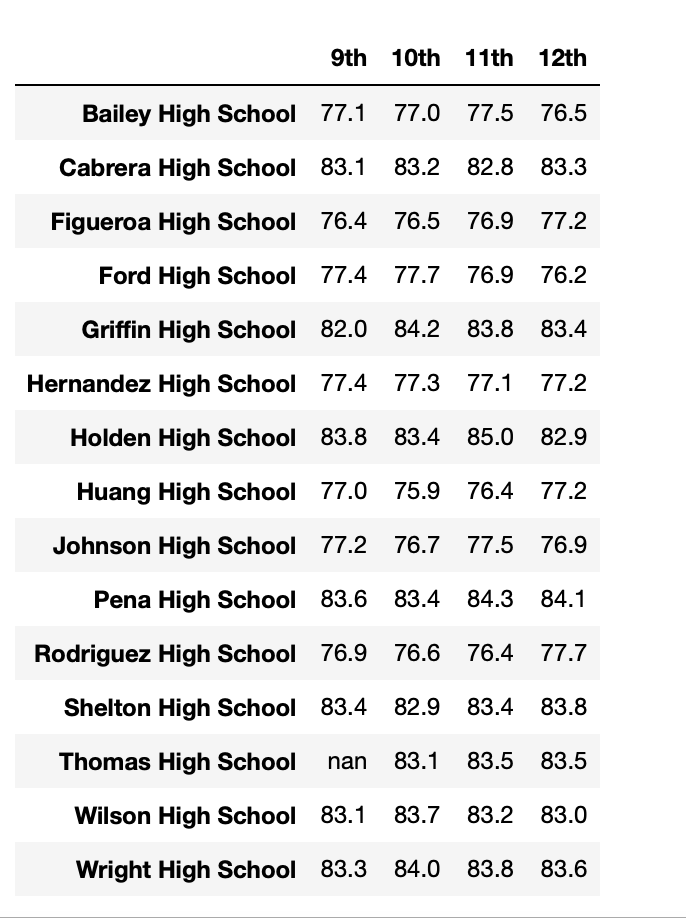 9th 10th 11th 12th
Bailey High School 77.1 77.0 77.5 76.5
Cabrera High School 83.1 83.2 82.8 83.3
Figueroa High School 76.4 76.5 76.9 77.2
Ford High School 77.4 77.7 76.9 76.2
Griffin High School 82.0 84.2 83.8 83.4
Hernandez High School 77.4 77.3 77.1 77.2
Holden High School 83.8 83.4 85.0 82.9
Huang High School 77.0 75.9 76.4 77.2
Johnson High School 77.2 76.7 77.5 76.9
Pena High School 83.6 83.4 84.3 84.1
Rodriguez High School 76.9 76.6 76.4 77.7
Shelton High School 83.4 82.9 83.4 83.8
Thomas High School nan 83.1 83.5 83.5
Wilson High School 83.1 83.7 83.2 83.0
Wright High School 83.3 84.0 83.8 83.6